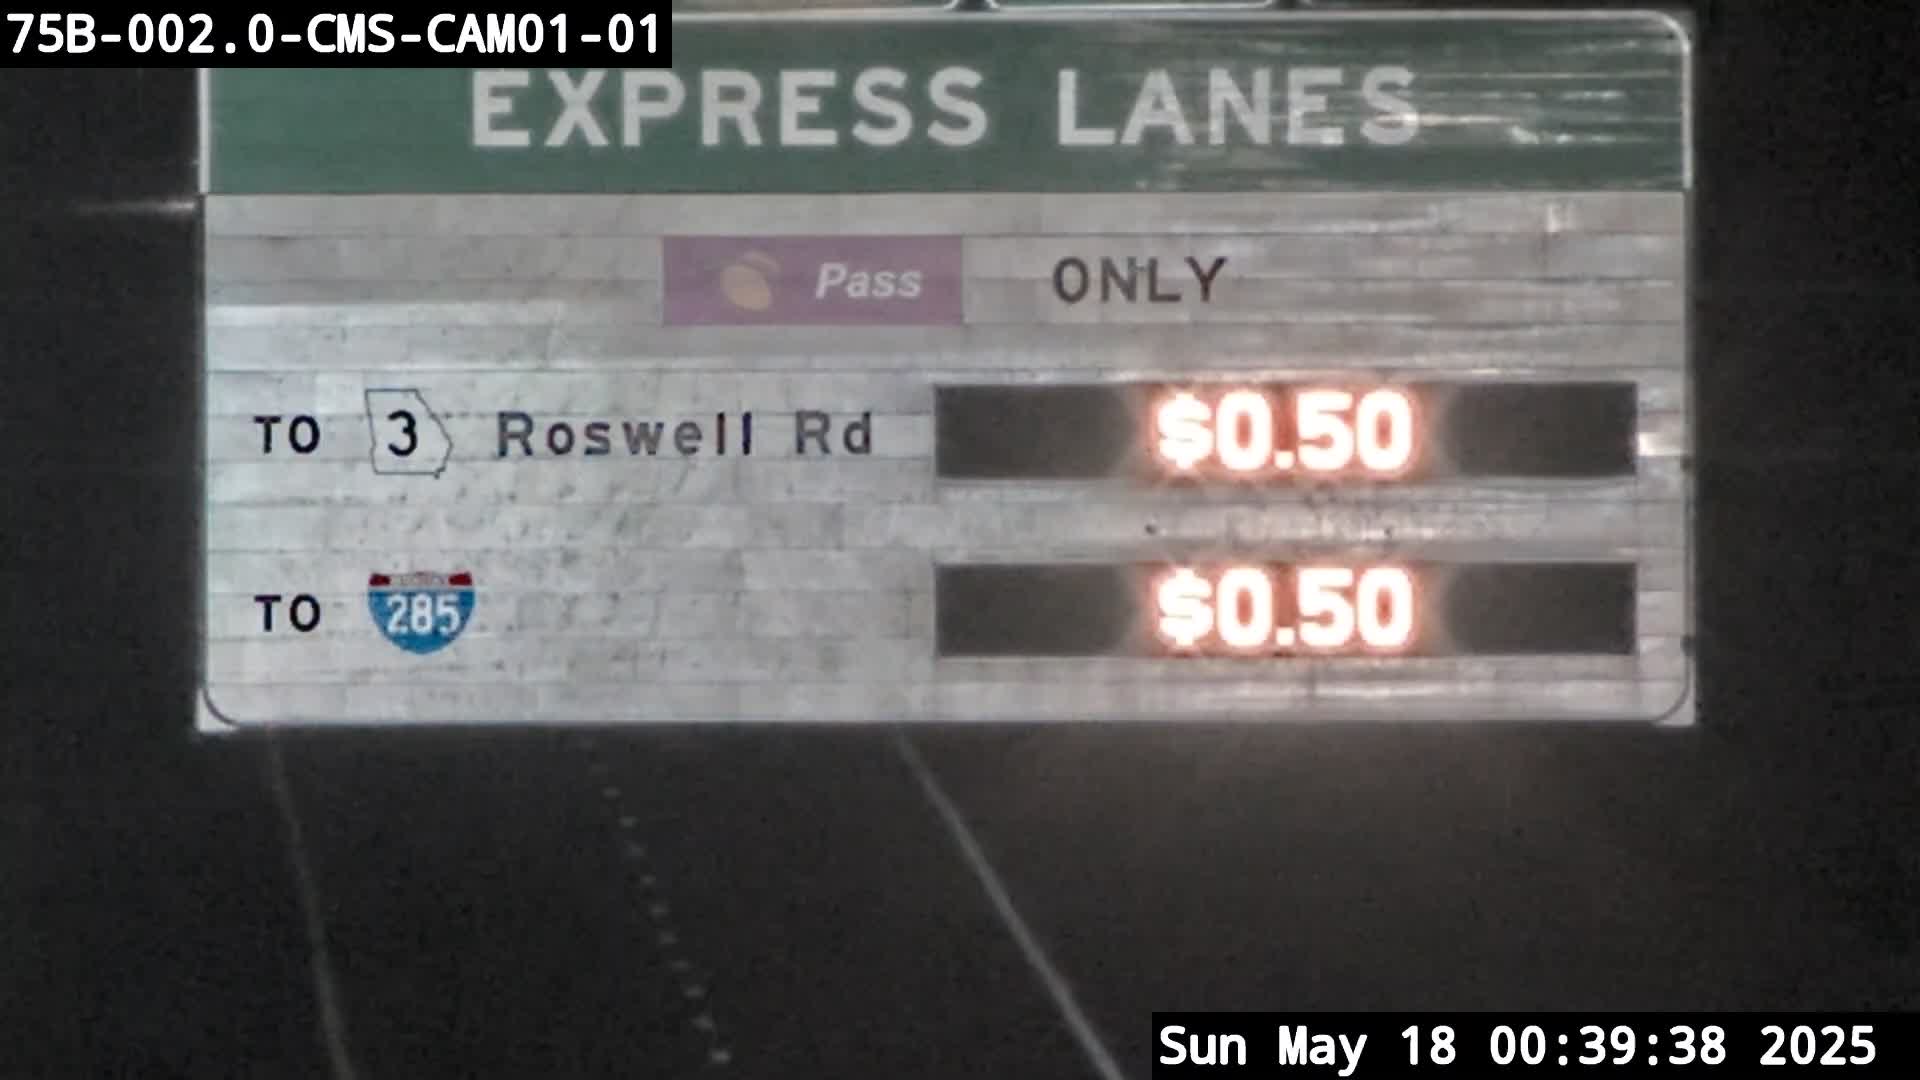 75B-002.0-CMS-CAM01-01
EXPRESS LANES
Pass ONLY
TO 3 Roswell Rd $0.50
TO 285 $0.50
Sun May 18 00:39:38 2025